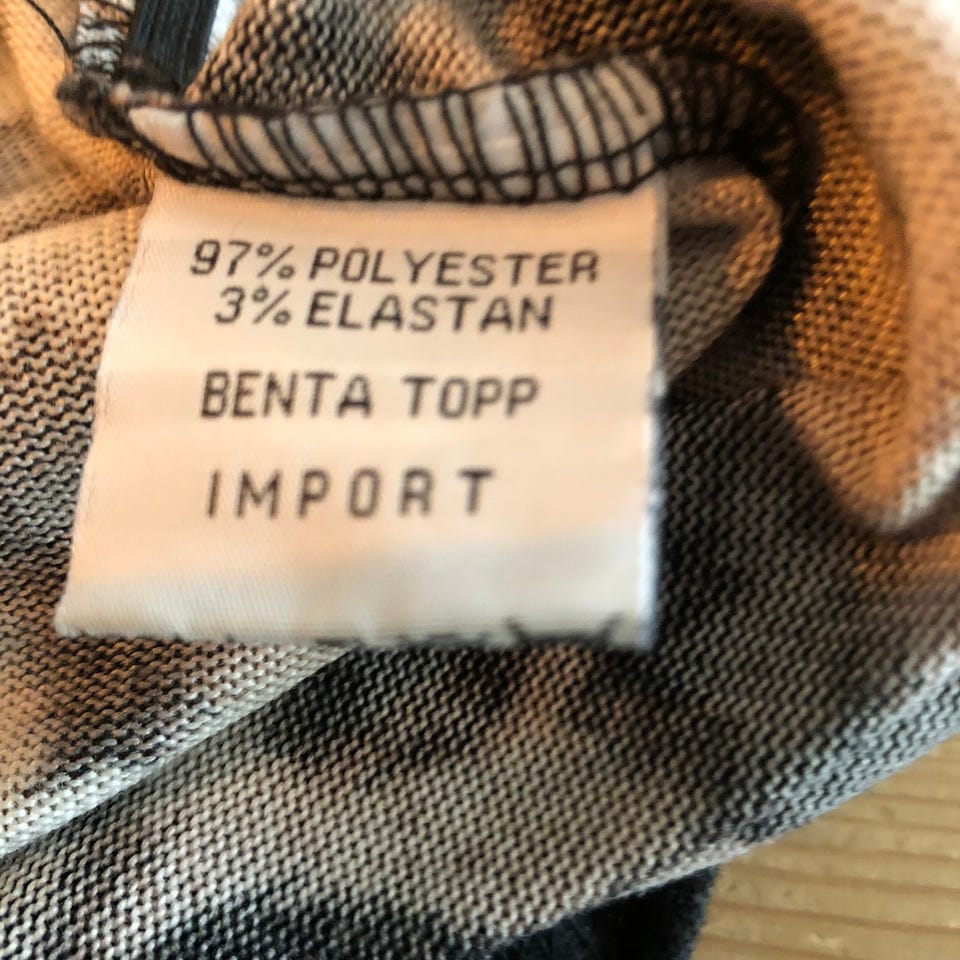 97% POLYESTER
3% ELASTAN
BENTA TOPP
IMPORT